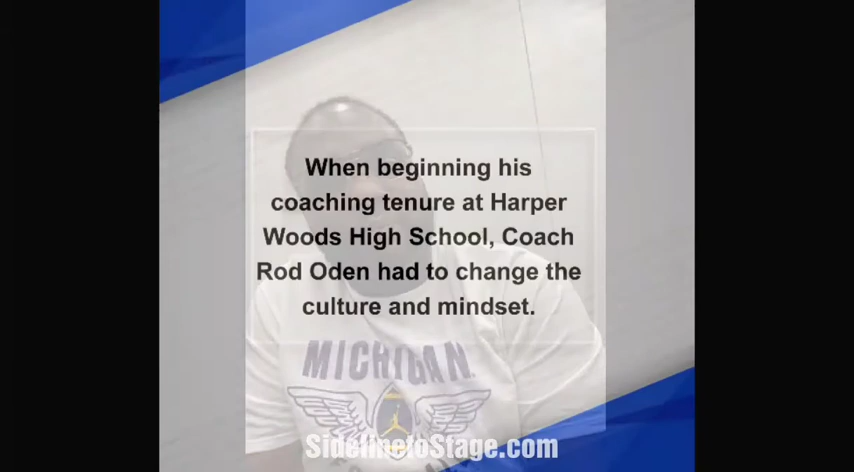 When beginning his
coaching tenure at Harper
Woods High School, Coach
Rod Oden had to change the
culture and mindset.
MICHIGAN
SidelinetoStage.com